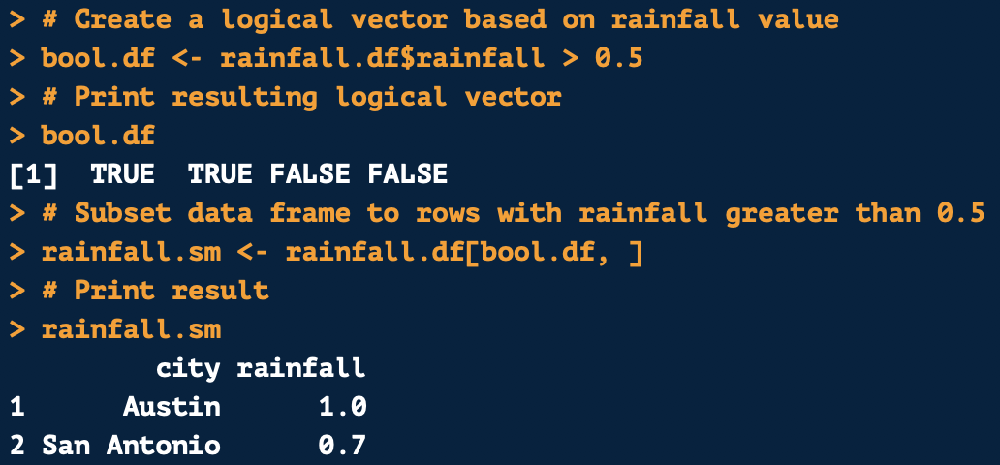 > # Create a logical vector based on rainfall value
> bool.df <- rainfall.df$rainfall > 0.5
> # Print resulting logical vector
> bool.df
[1]  TRUE  TRUE FALSE FALSE
> # Subset data frame to rows with rainfall greater than 0.5
> rainfall.sm <- rainfall.df[bool.df, ]
> # Print result
> rainfall.sm
         city rainfall
1      Austin      1.0
2 San Antonio      0.7